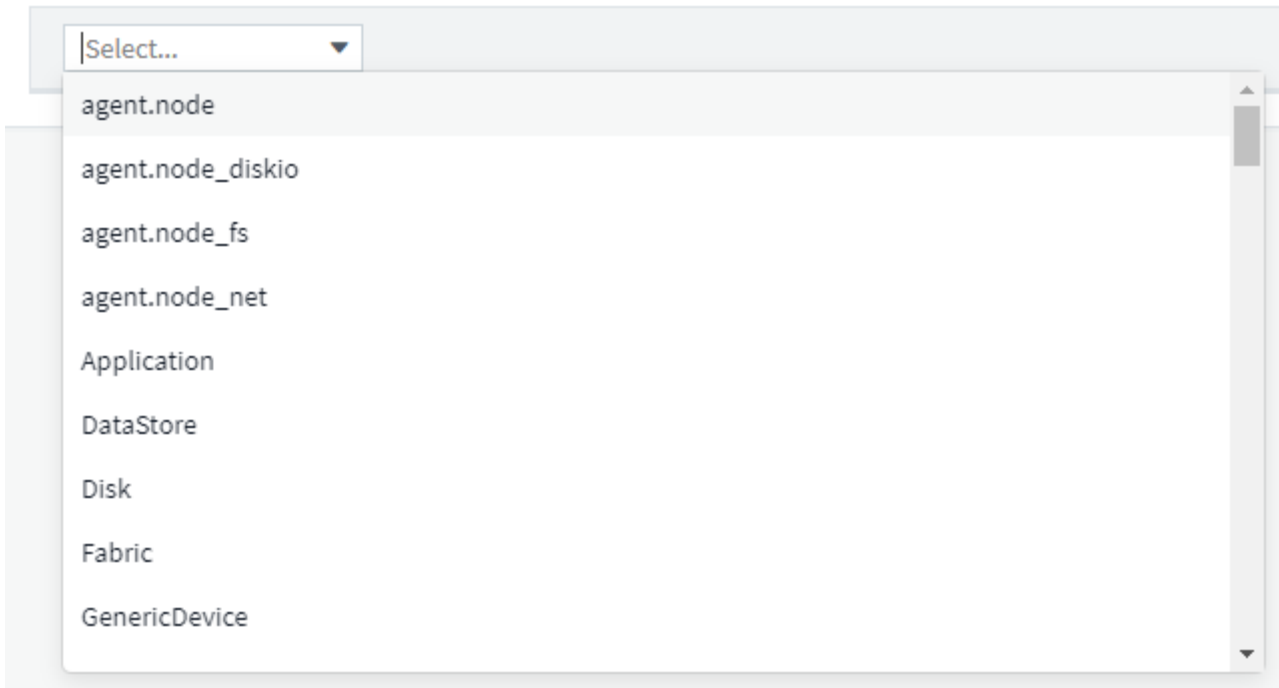 Select...
agent.node
agent.node_diskio
agent.node_fs
agent.node_net
Application
DataStore
Disk
Fabric
GenericDevice